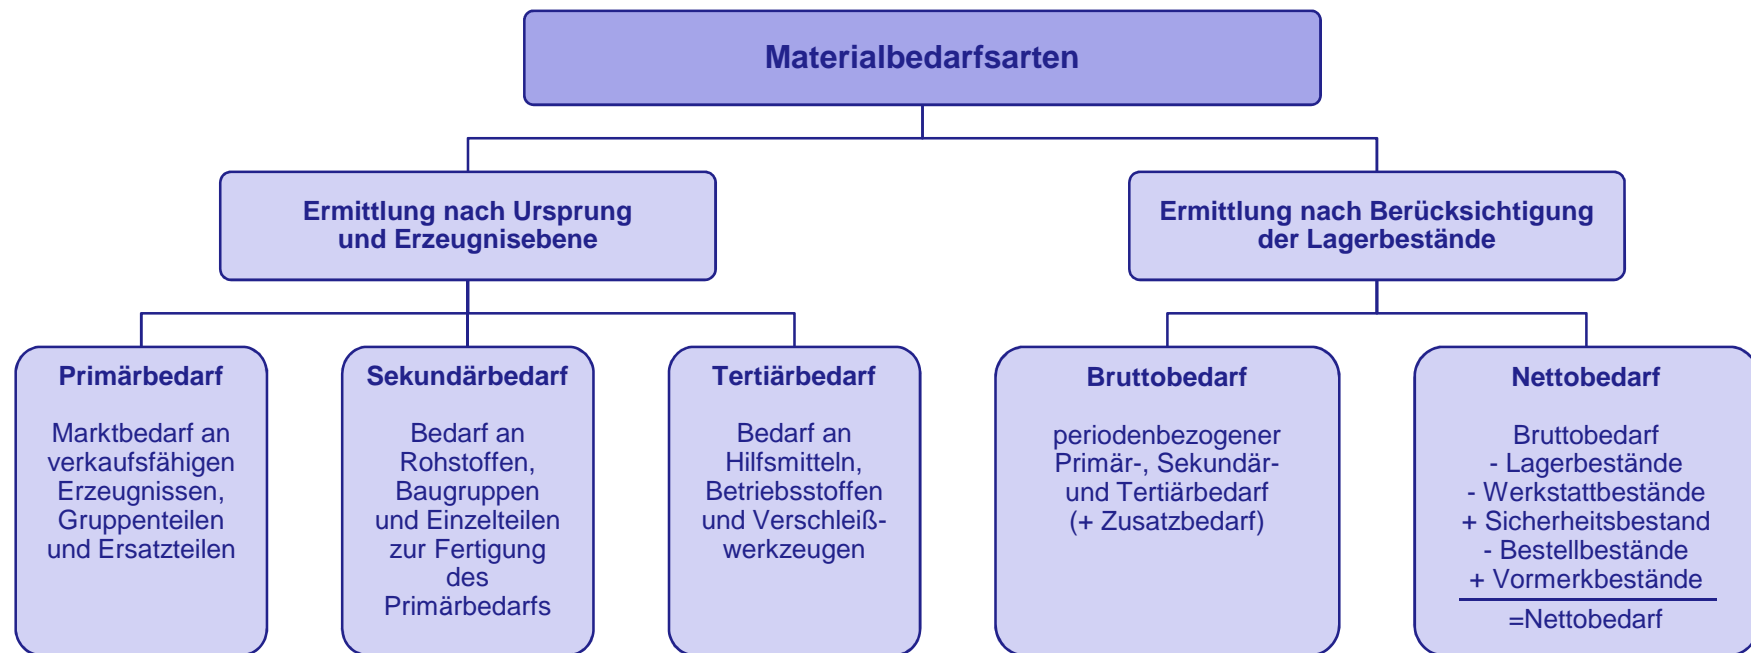 Materialbedarfsarten
Ermittlung nach Ursprung
und Erzeugnisebene
Ermittlung nach Berücksichtigung
der Lagerbestände
Primärbedarf
Marktbedarf an
verkaufsfähigen
Erzeugnissen,
Gruppenteilen
und Ersatzteilen
Sekundärbedarf
Bedarf an
Rohstoffen,
Baugruppen
und Einzelteilen
zur Fertigung
des
Primärbedarfs
Tertiärbedarf
Bedarf an
Hilfsmitteln,
Betriebsstoffen
und Verschleiß-
werkzeugen
Bruttobedarf
periodenbezogener
Primär-, Sekundär-
und Tertiärbedarf
(+ Zusatzbedarf)
Nettobedarf
Bruttobedarf
- Lagerbestände
- Werkstattbestände
+ Sicherheitsbestand
- Bestellbestände
+ Vormerkbestände
=Nettobedarf